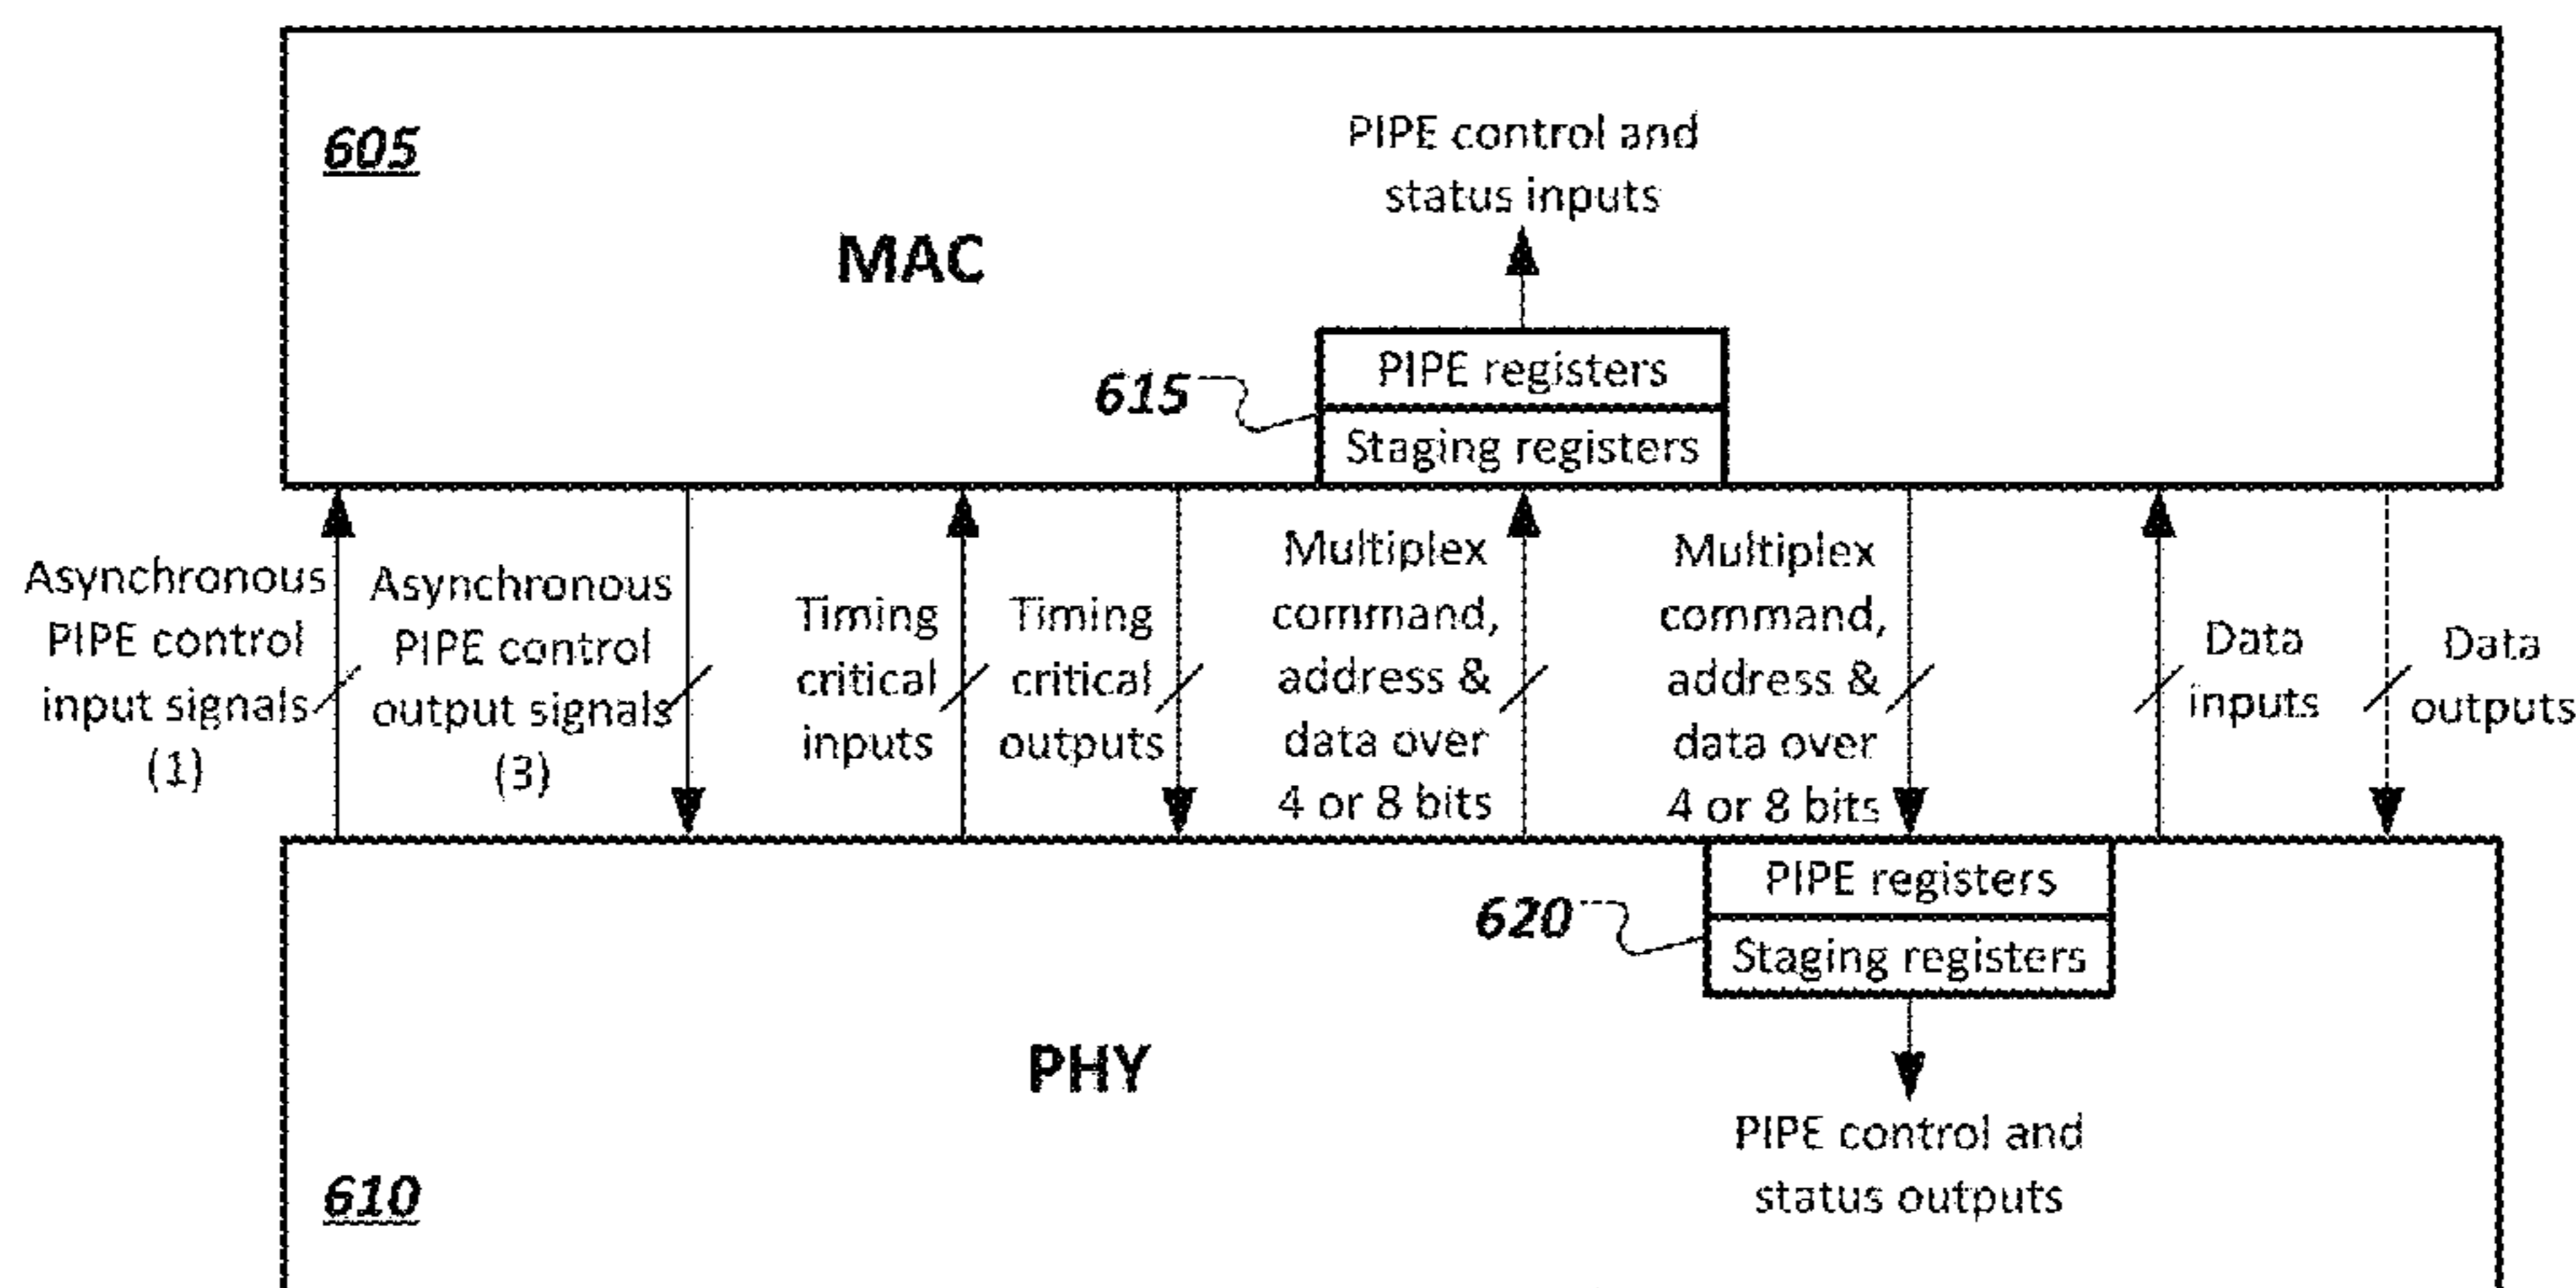 605
MAC
PIPE control and
status inputs
615
PIPE registers
Staging registers
Asynchronous
PIPE control
input signals
(1)
Asynchronous
PIPE control
output signals
(3)
Timing
critical
inputs
Timing
critical
outputs
Multiplex
command,
address &
data over
4 or 8 bits
Multiplex
command,
address &
data over
4 or 8 bits
Data
inputs
Data
outputs
620
PIPE registers
Staging registers
PHY
PIPE control and
status outputs
610